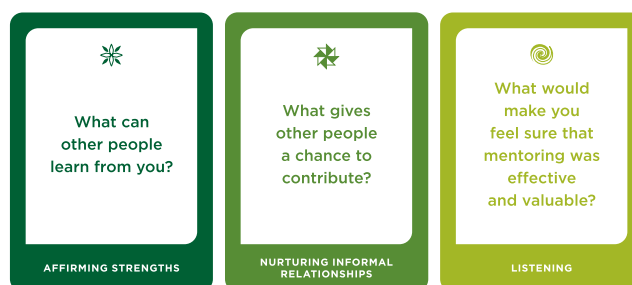 What can
other people
learn from you?
AFFIRMING STRENGTHS
What gives
other people
a chance to
contribute?
NURTURING INFORMAL
RELATIONSHIPS
What would
make you
feel sure that
mentoring was
effective
and valuable?
LISTENING